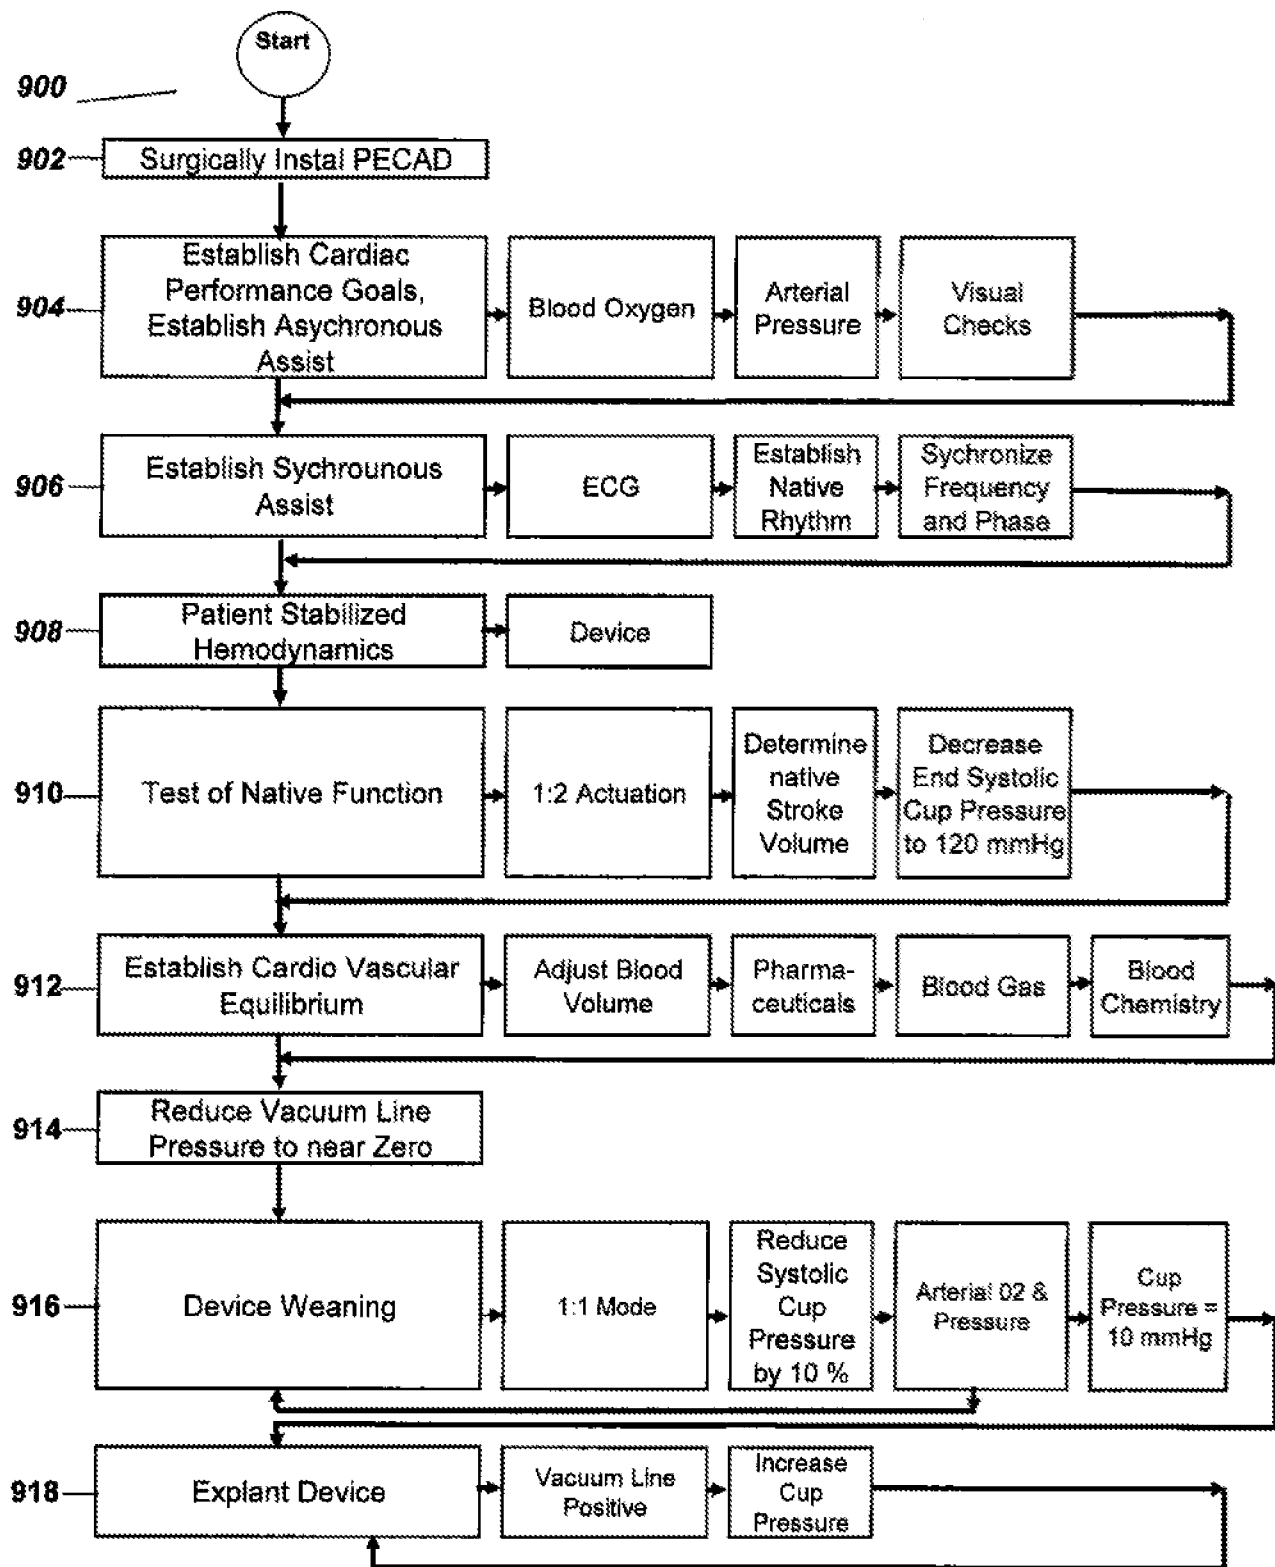 Start
900
902
Surgically Instal PECAD
904
Establish Cardiac
Performance Goals,
Establish Asychronous
Assist
Blood Oxygen
Arterial
Pressure
Visual
Checks
906
Establish Sychrounous
Assist
ECG
Establish
Native
Rhythm
Sychronize
Frequency
and Phase
908
Patient Stabilized
Hemodynamics
Device
910
Test of Native Function
1:2 Actuation
Determine
native
Stroke
Volume
Decrease
End Systolic
Cup Pressure
to 120 mmHg
912
Establish Cardio Vascular
Equilibrium
Adjust Blood
Volume
Pharma-
ceuticals
Blood Gas
Blood
Chemistry
914
Reduce Vacuum Line
Pressure to near Zero
916
Device Weaning
1:1 Mode
Reduce
Systolic
Cup
Pressure
by 10 %
Arterial 02 &
Pressure
Cup
Pressure =
10 mmHg
918
Explant Device
Vacuum Line
Positive
Increase
Cup
Pressure